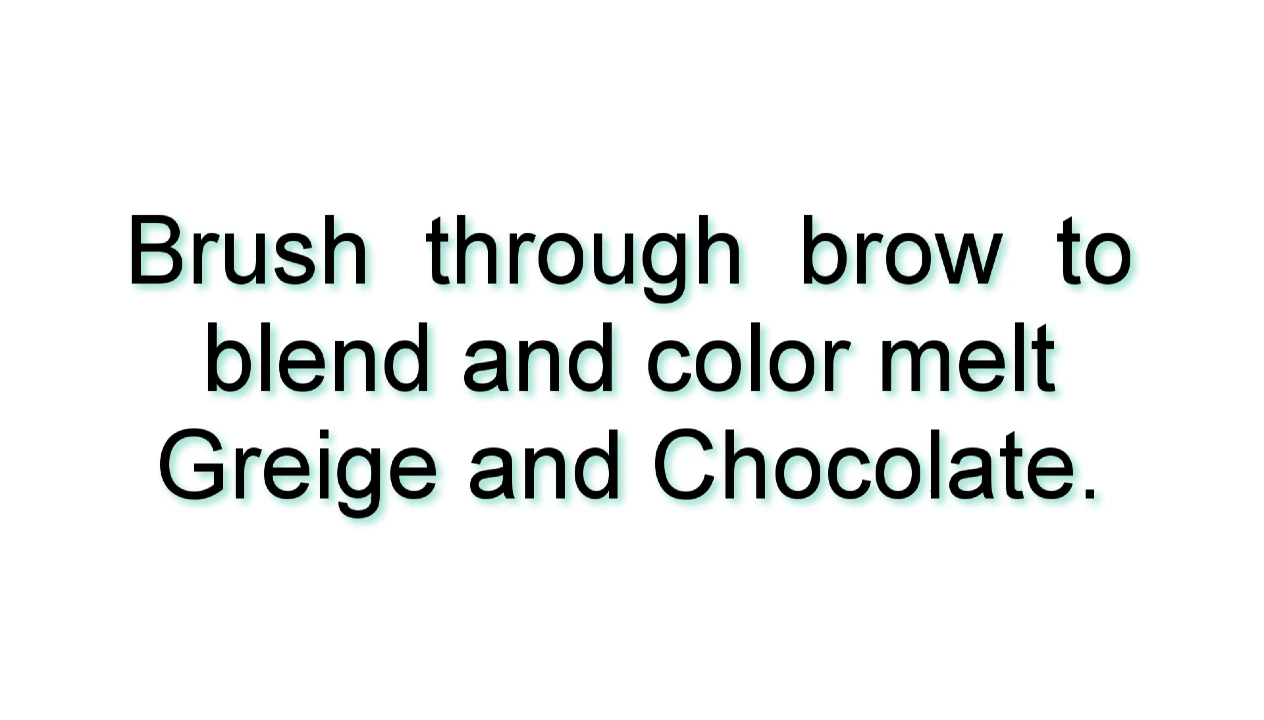 Brush through brow to
blend and color melt
Greige and Chocolate.